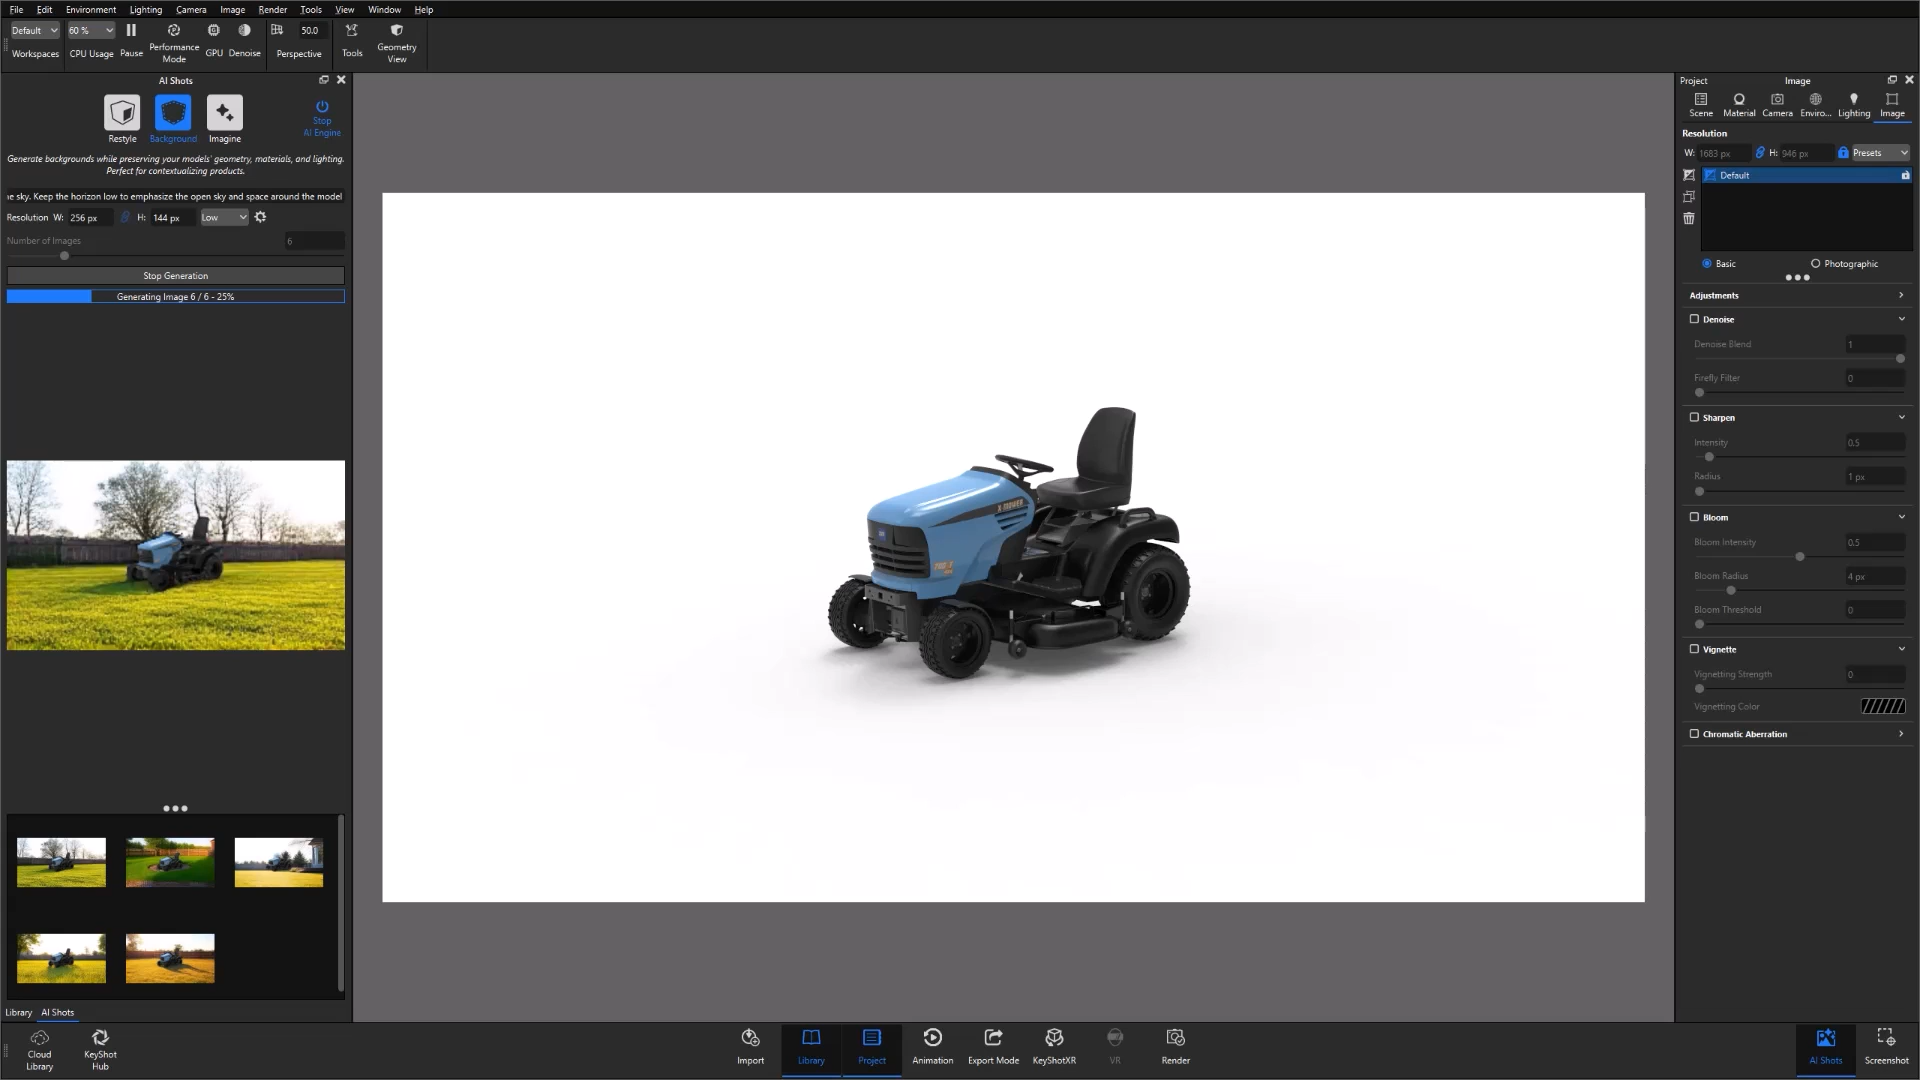 File Edit Environment Lighting Camera Image Render Tools View Window Help
Default 60 % 50.0
Workspaces CPU Usage Pause Performance Mode GPU Denoise Perspective Tools Geometry View
AI Shots
Restyle Background Imagine Stop AI Engine
Generate backgrounds while preserving your models' geometry, materials, and lighting.
Perfect for contextualizing products.
ne sky. Keep the horizon low to emphasize the open sky and space around the model
Resolution W: 256 px H: 144 px Low
Number of Images 6
Stop Generation
Generating Image 6 / 6 - 25%
Library AI Shots
X-MOWER
Project Image
Scene Material Camera Enviro... Lighting Image
Resolution
W: 1683 px H: 946 px Presets
Default
Basic Photographic
Adjustments
Denoise
Denoise Blend 1
Firefly Filter 0
Sharpen
Intensity 0.5
Radius 1 px
Bloom
Bloom Intensity 0.5
Bloom Radius 4 px
Bloom Threshold 0
Vignette
Vignetting Strength 0
Vignetting Color
Chromatic Aberration
Cloud Library KeyShot Hub Import Library Project Animation Export Mode KeyShotXR VR Render AI Shots Screenshot